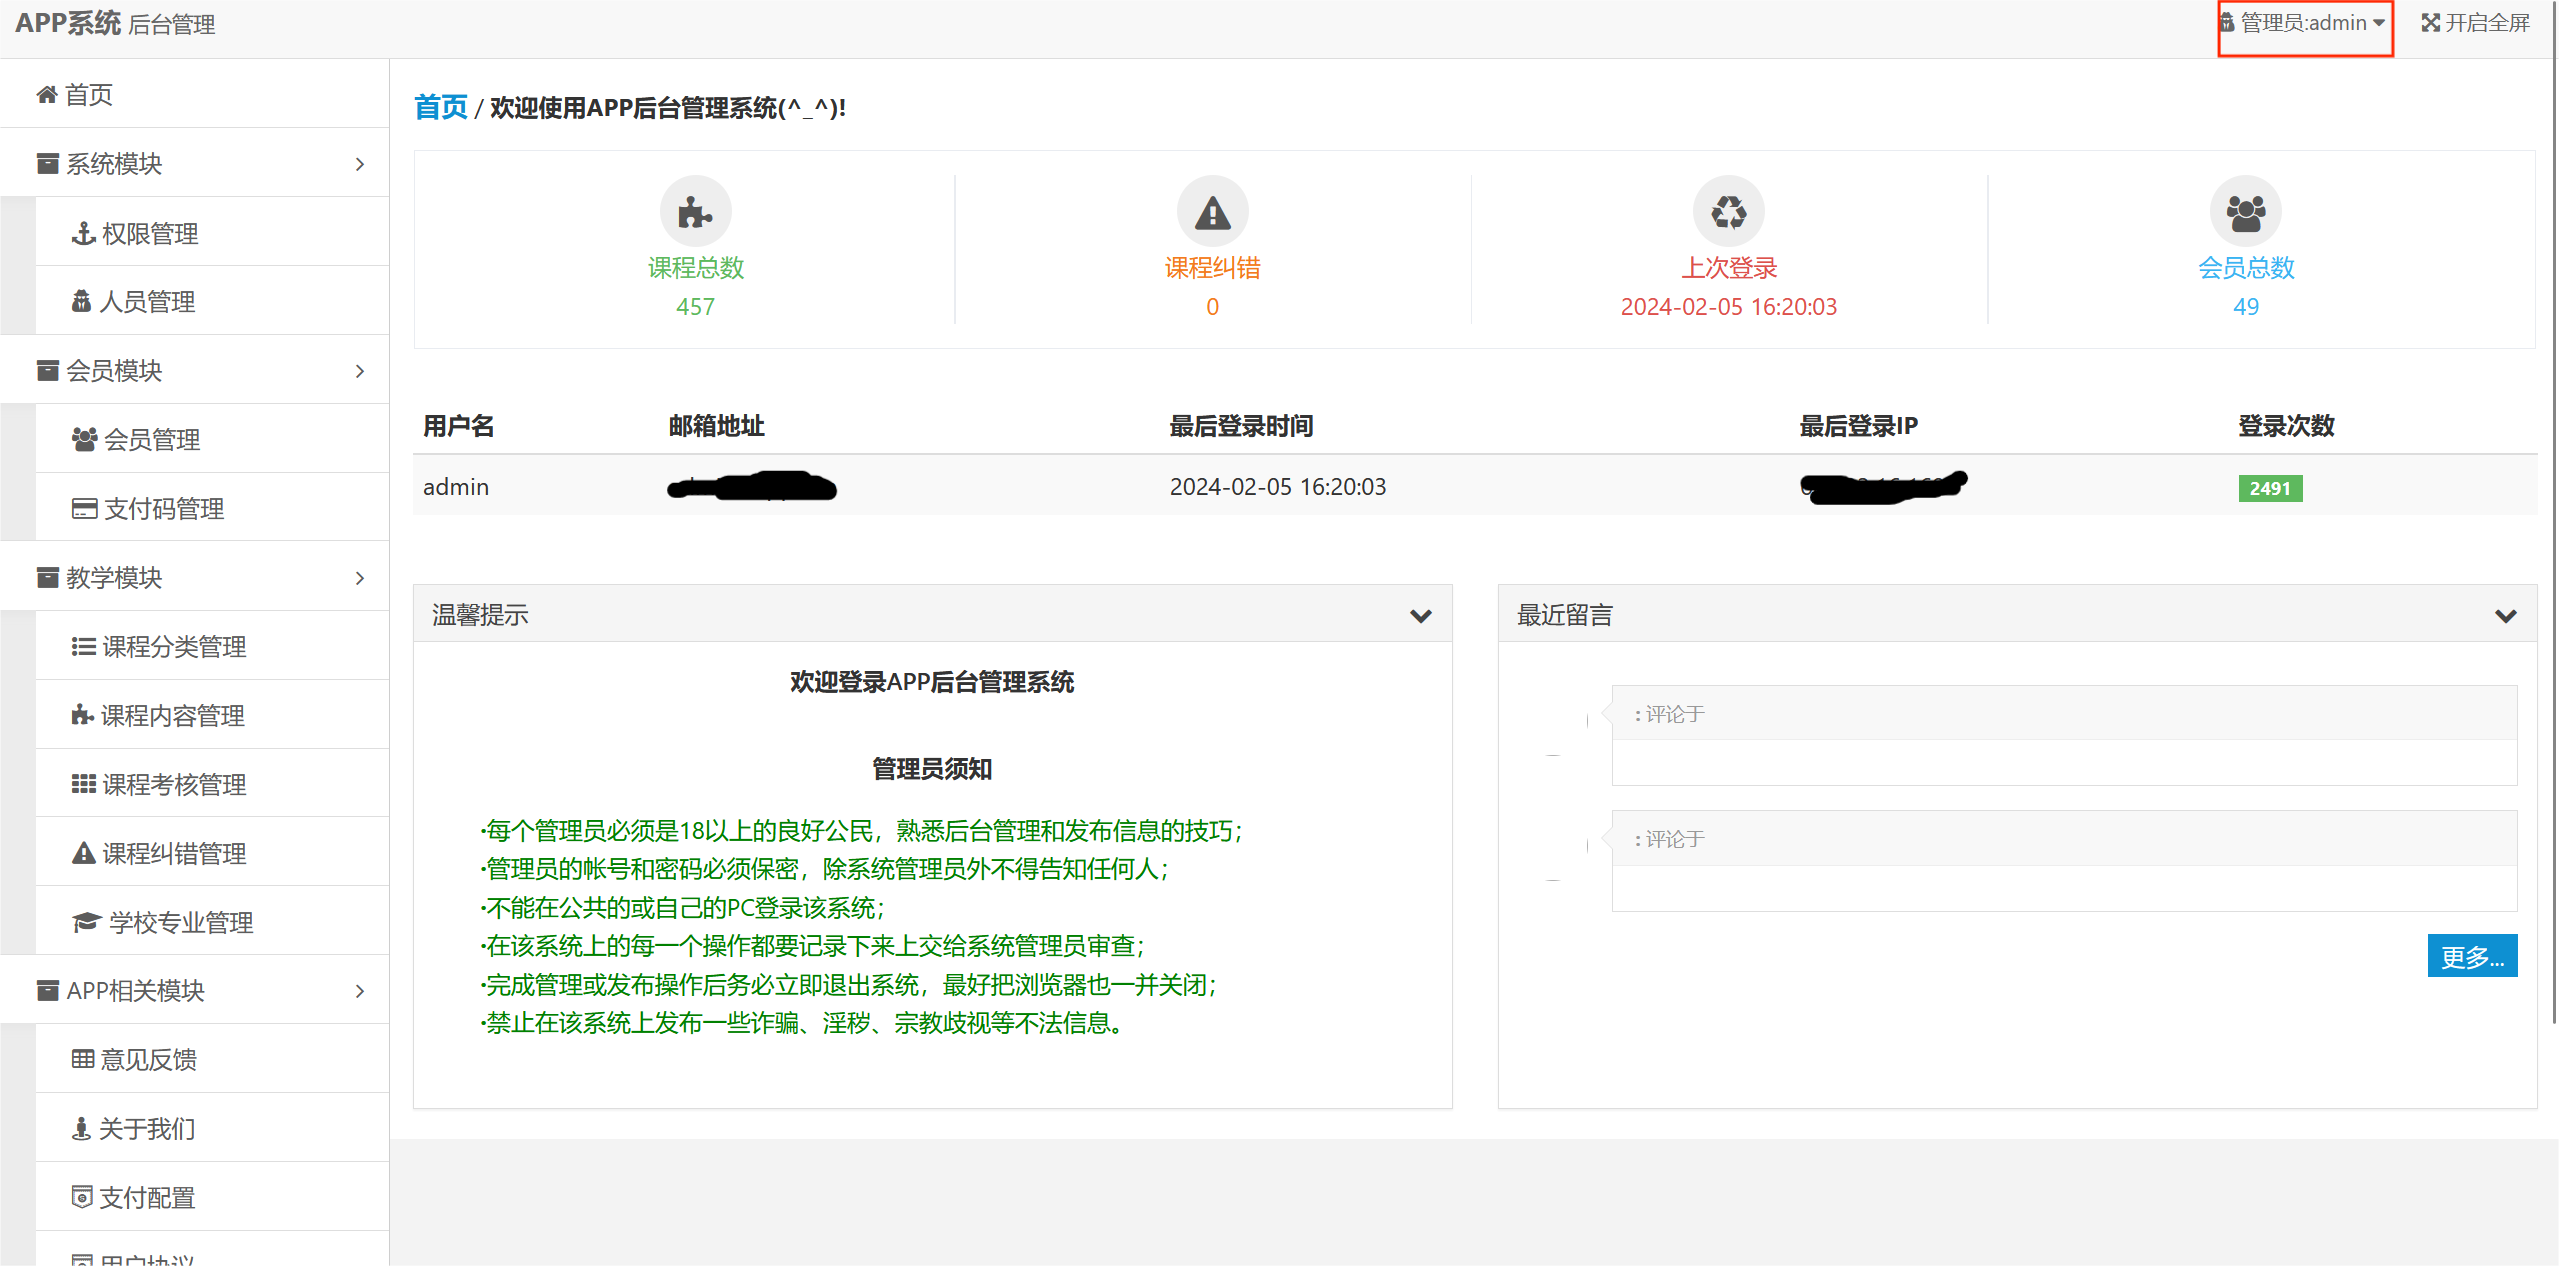 APP系统 后台管理
管理员:admin
开启全屏
首页
系统模块
权限管理
人员管理
会员模块
会员管理
支付码管理
教学模块
课程分类管理
课程内容管理
课程考核管理
课程纠错管理
学校专业管理
APP相关模块
意见反馈
关于我们
支付配置
用户协议
首页 / 欢迎使用APP后台管理系统(^_^)!
课程总数
457
课程纠错
0
上次登录
2024-02-05 16:20:03
会员总数
49
用户名 邮箱地址 最后登录时间 最后登录IP 登录次数
admin 2024-02-05 16:20:03 2491
温馨提示
欢迎登录APP后台管理系统
管理员须知
·每个管理员必须是18以上的良好公民，熟悉后台管理和发布信息的技巧；
·管理员的帐号和密码必须保密，除系统管理员外不得告知任何人；
·不能在公共的或自己的PC登录该系统；
·在该系统上的每一个操作都要记录下来上交给系统管理员审查；
·完成管理或发布操作后务必立即退出系统，最好把浏览器也一并关闭；
·禁止在该系统上发布一些诈骗、淫秽、宗教歧视等不法信息。
最近留言
: 评论于
: 评论于
更多...